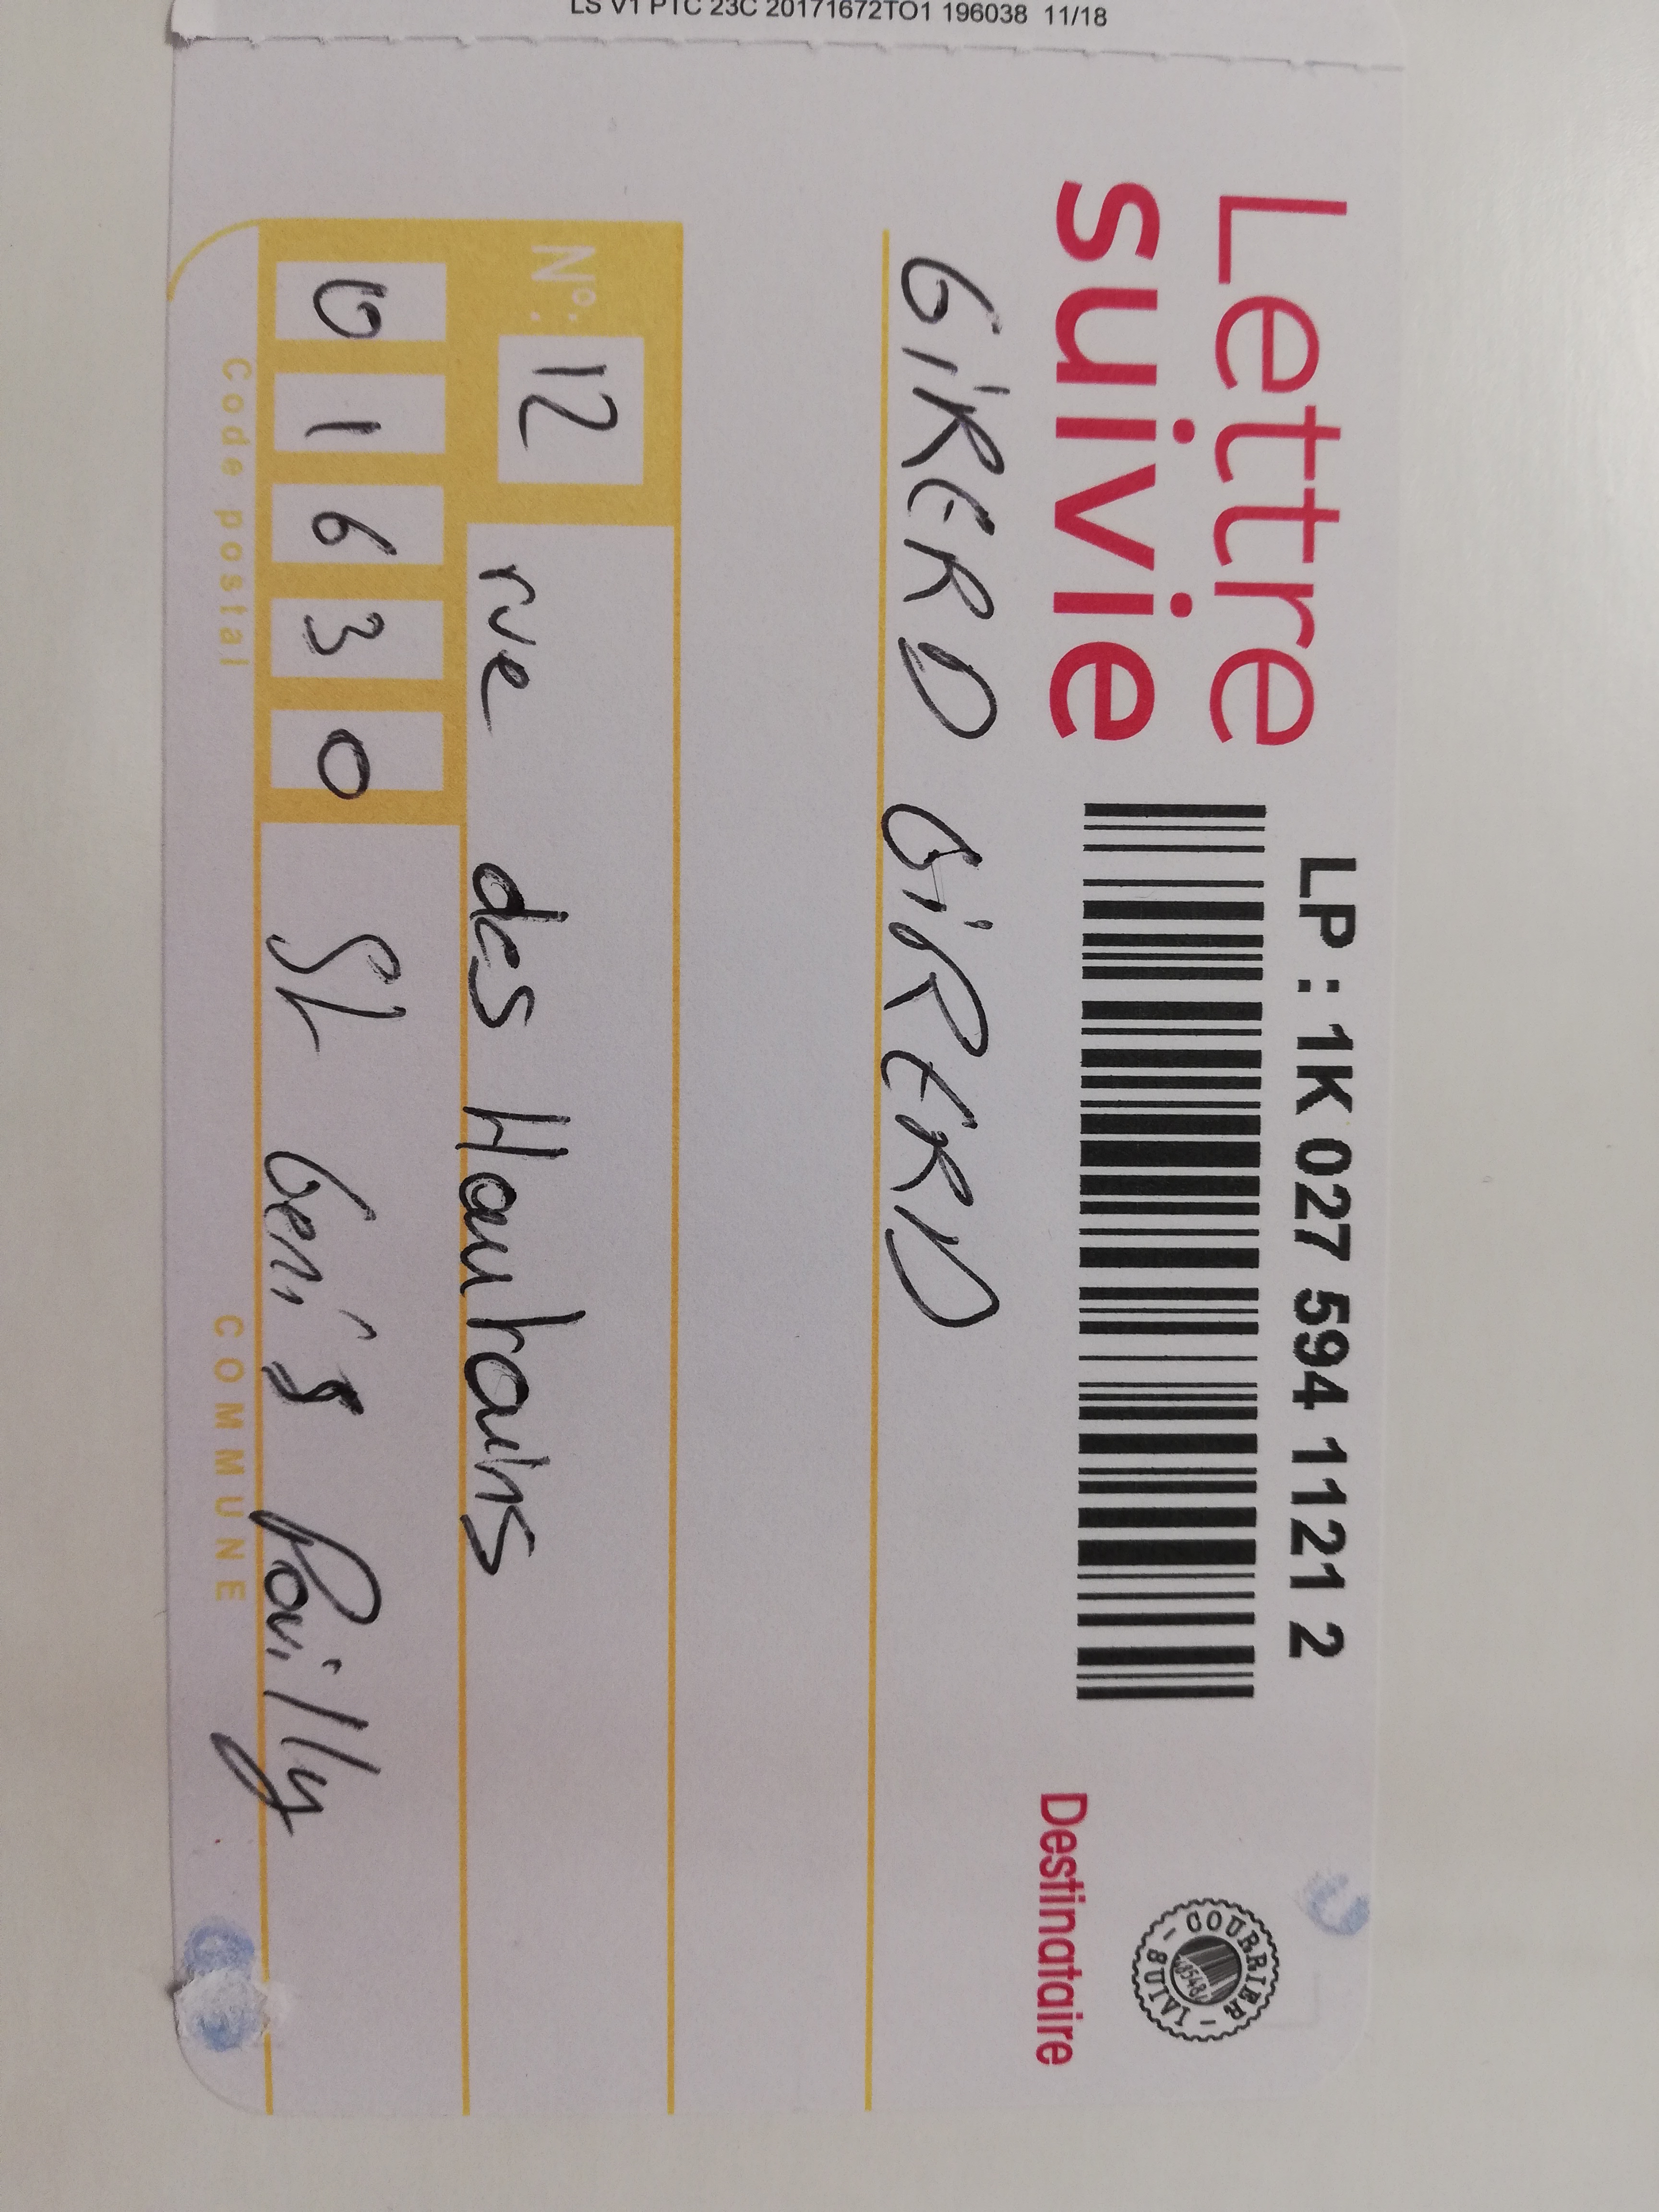 LS V1 PTC 23C 20171672TO1 196038 11/18
Lettre
suivie
LP : 1K 027 594 1121 2
COURRIER - SUIVI -
Destinataire
GIRERD GIRERD
N°: 12 rue des Hautains
01630 St Genis Pouilly
Code postal COMMUNE